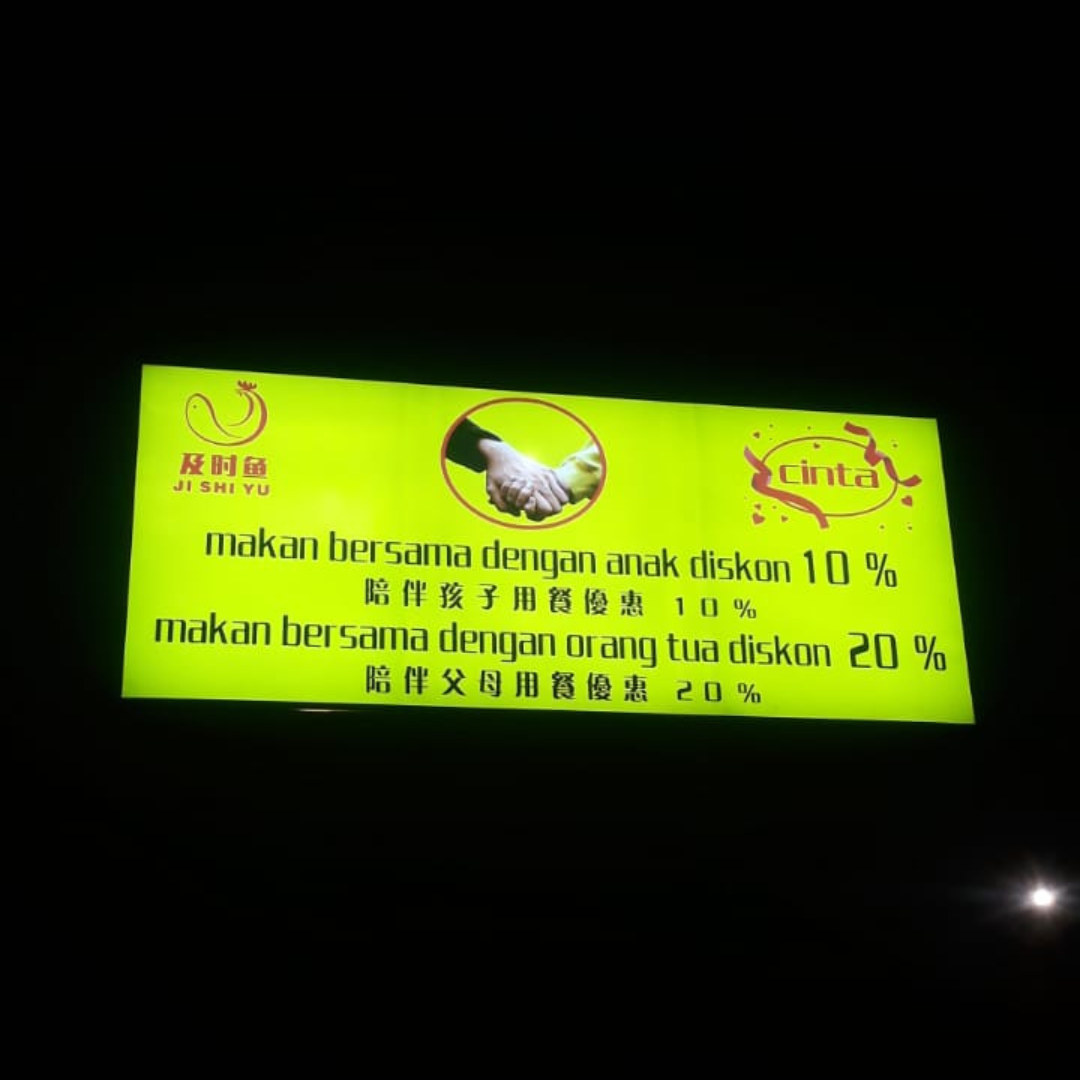 及时鱼
JI SHI YU
cinta
makan bersama dengan anak diskon 10 %
陪伴孩子用餐優惠 10%
makan bersama dengan orang tua diskon 20 %
陪伴父母用餐優惠 20%